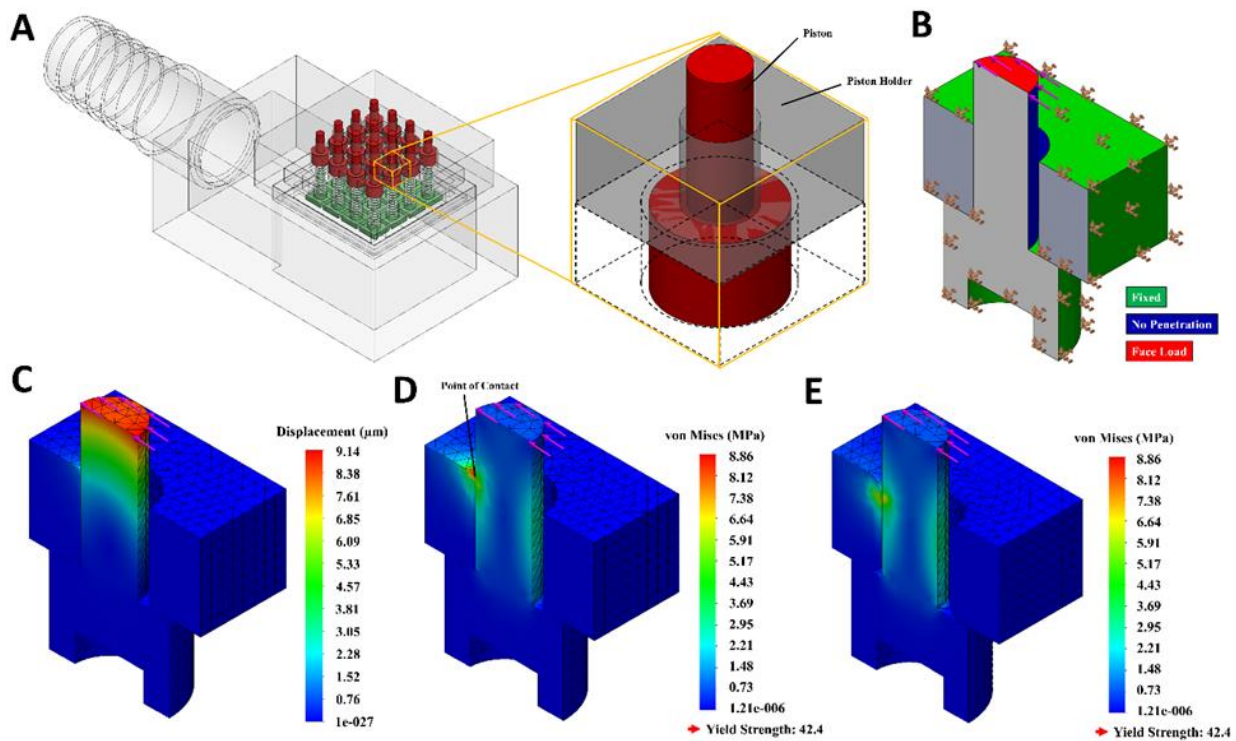 A
Piston
Piston Holder
B
Fixed
No Penetration
Face Load
C
Displacement (µm)
9.14
8.38
7.61
6.85
6.09
5.33
4.57
3.81
3.05
2.28
1.52
0.76
1e-027
D
Point of Contact
von Mises (MPa)
8.86
8.12
7.38
6.64
5.91
5.17
4.43
3.69
2.95
2.21
1.48
0.73
1.21e-006
Yield Strength: 42.4
E
von Mises (MPa)
8.86
8.12
7.38
6.64
5.91
5.17
4.43
3.69
2.95
2.21
1.48
0.73
1.21e-006
Yield Strength: 42.4